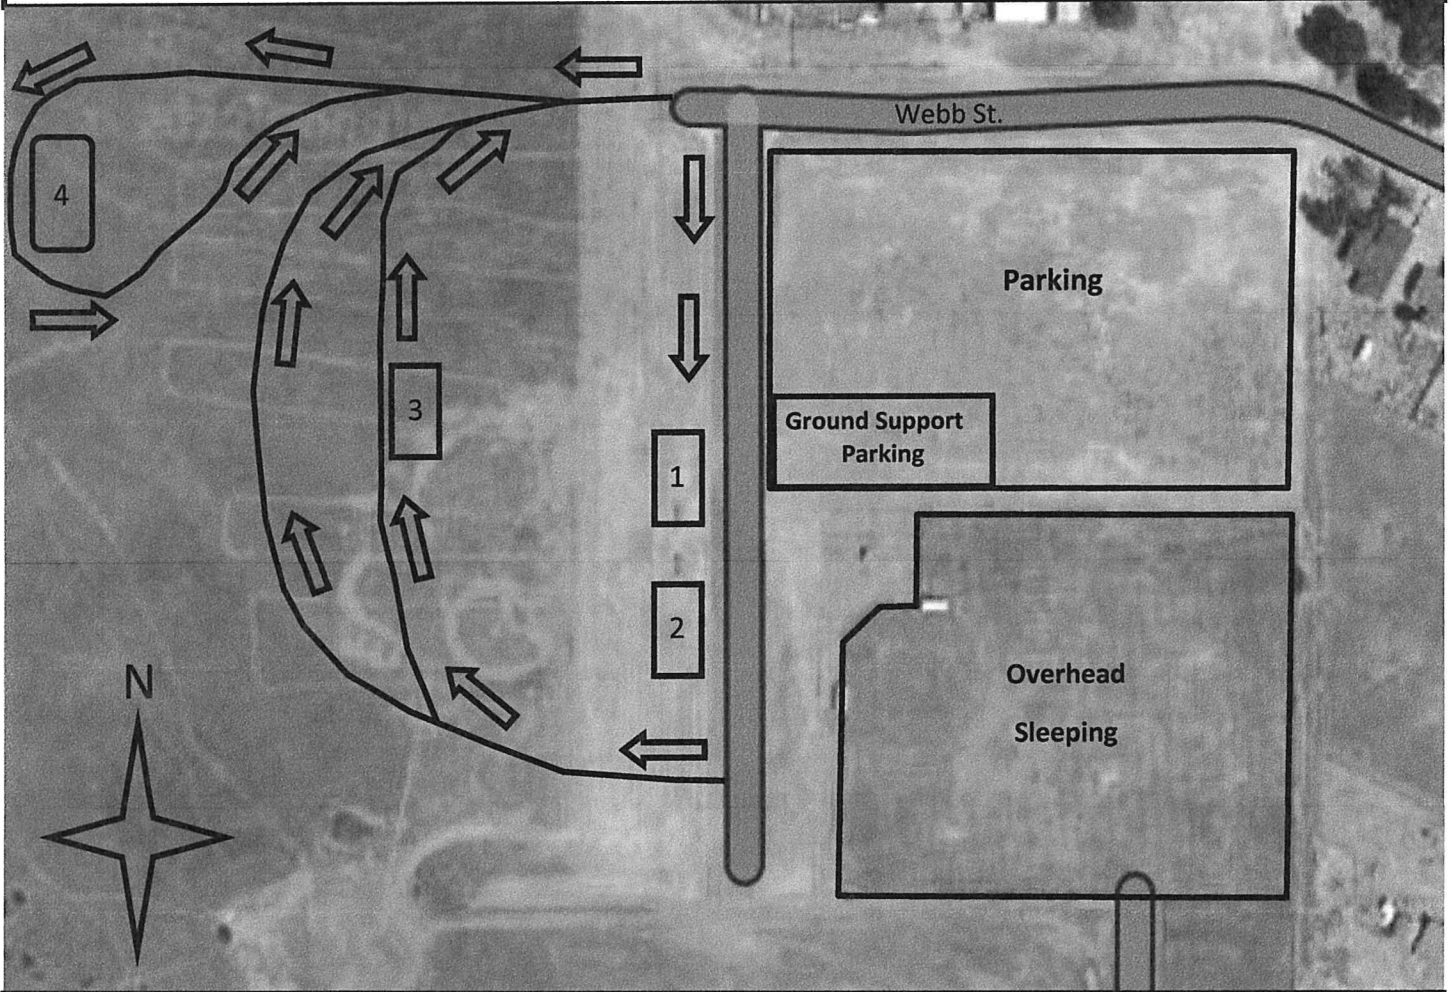 Webb St.
4
Parking
3
Ground Support
Parking
1
2
Overhead
Sleeping
N